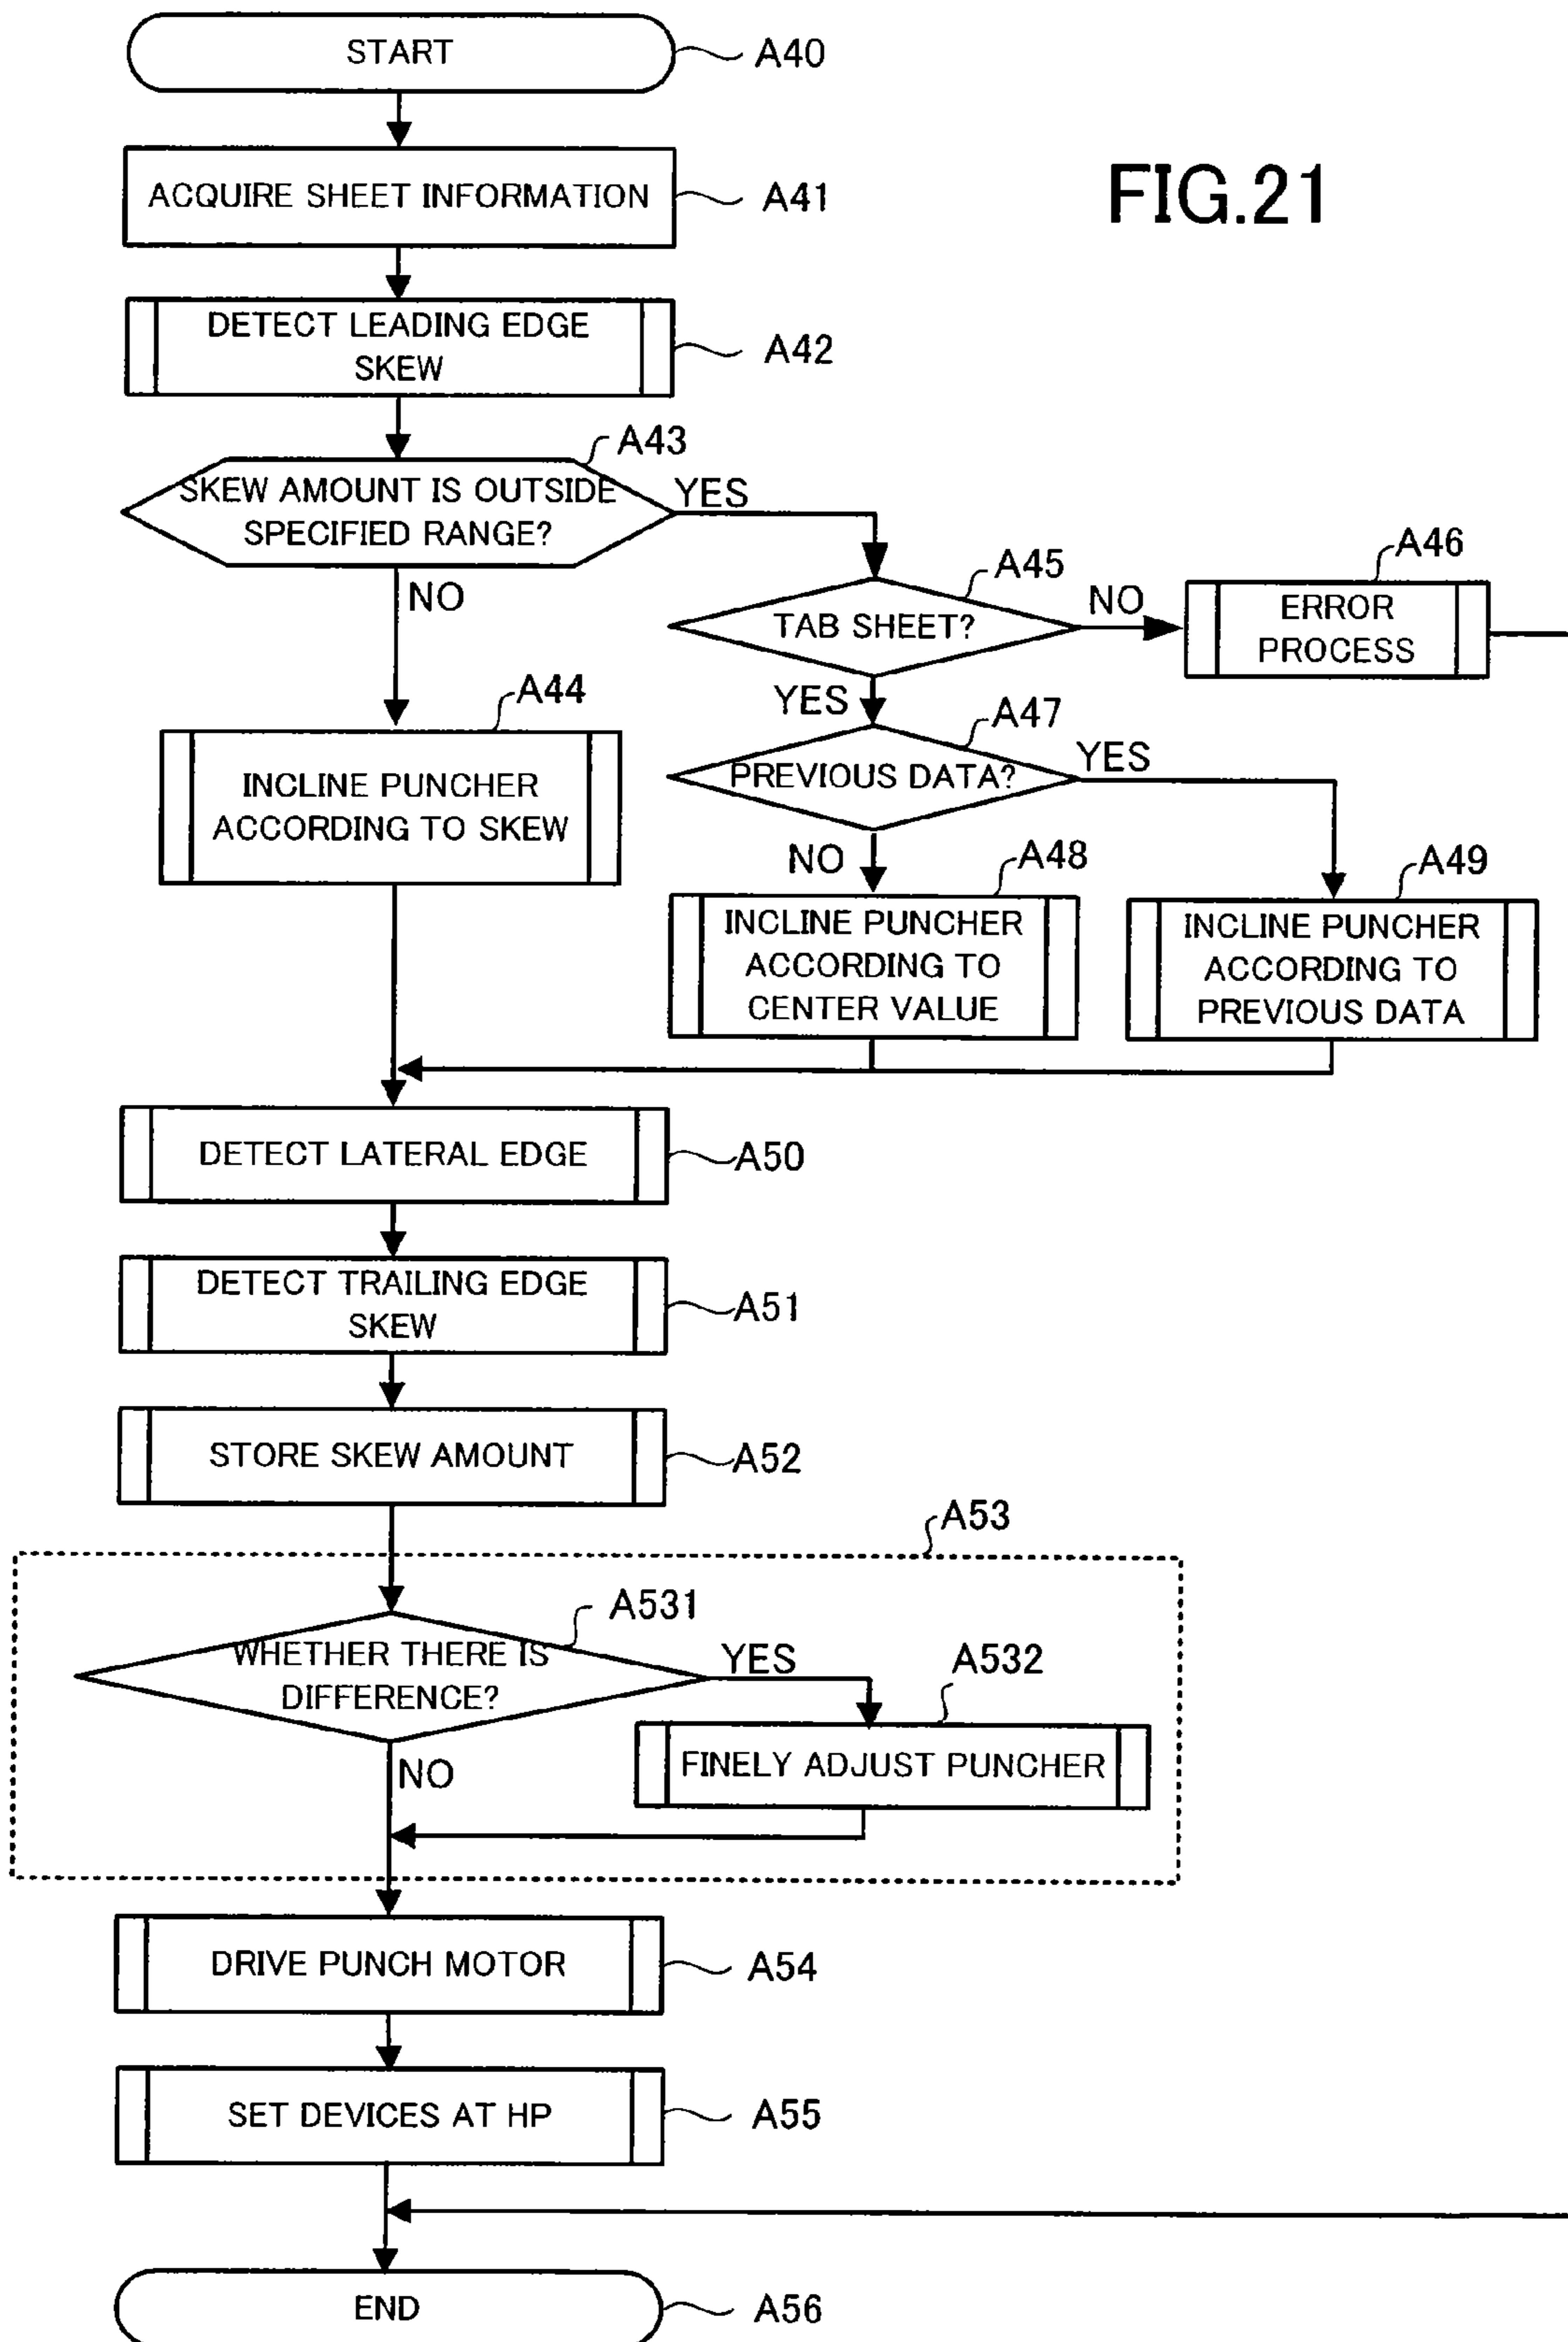 START
A40
FIG.21
ACQUIRE SHEET INFORMATION
A41
DETECT LEADING EDGE
SKEW
A42
A43
SKEW AMOUNT IS OUTSIDE
SPECIFIED RANGE?
YES
NO
A45
TAB SHEET?
NO
YES
A46
ERROR
PROCESS
A44
INCLINE PUNCHER
ACCORDING TO SKEW
A47
PREVIOUS DATA?
YES
NO
A48
INCLINE PUNCHER
ACCORDING TO
CENTER VALUE
A49
INCLINE PUNCHER
ACCORDING TO
PREVIOUS DATA
DETECT LATERAL EDGE
A50
DETECT TRAILING EDGE
SKEW
A51
STORE SKEW AMOUNT
A52
A53
A531
WHETHER THERE IS
DIFFERENCE?
YES
NO
A532
FINELY ADJUST PUNCHER
DRIVE PUNCH MOTOR
A54
SET DEVICES AT HP
A55
END
A56